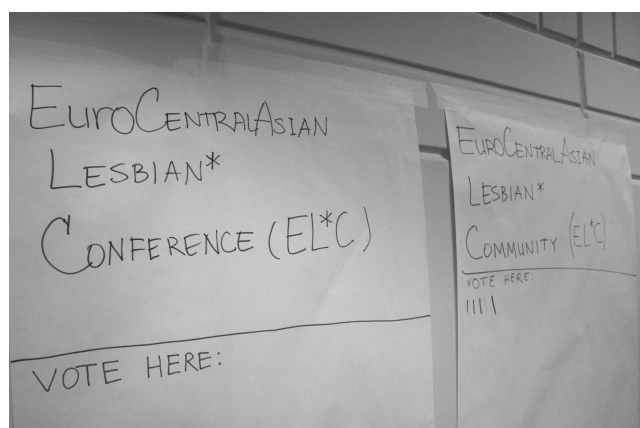 EuroCentralAsian
Lesbian*
Conference (EL*C)
VOTE HERE:
EuroCentralAsian
Lesbian*
Community (EL*C)
VOTE HERE: